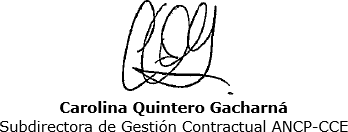 Carolina Quintero Gacharná
Subdirectora de Gestión Contractual ANCP-CCE